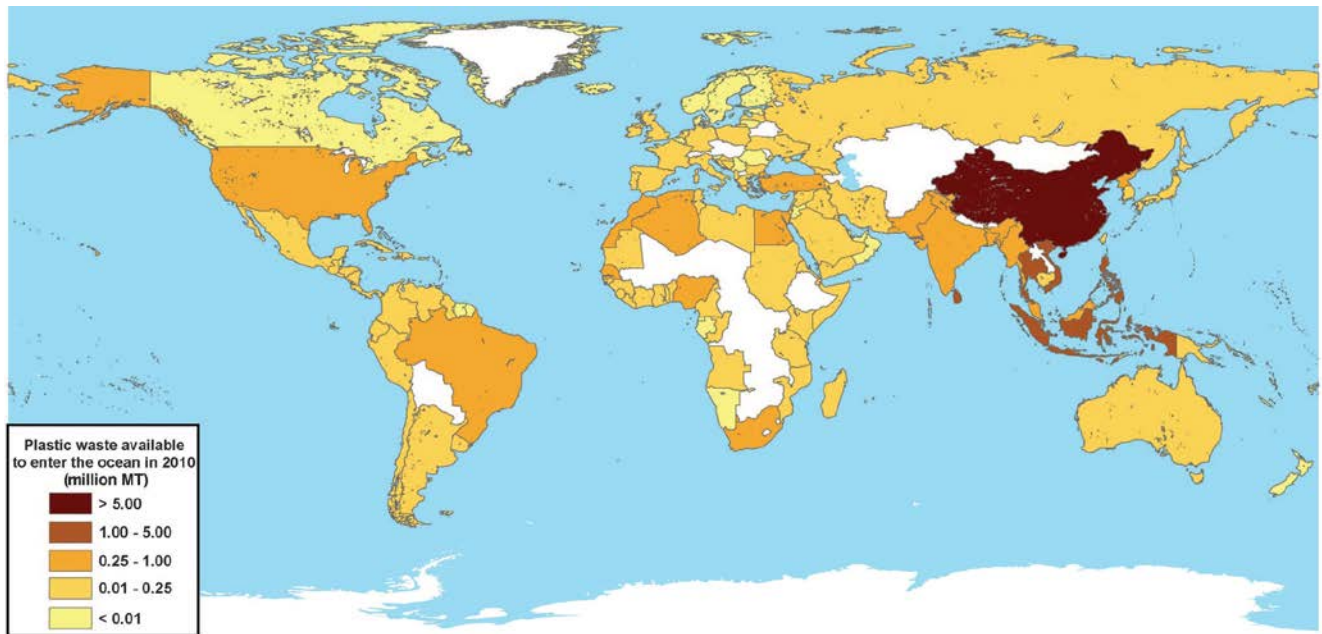 Plastic waste available
to enter the ocean in 2010
(million MT)
> 5.00
1.00 - 5.00
0.25 - 1.00
0.01 - 0.25
< 0.01